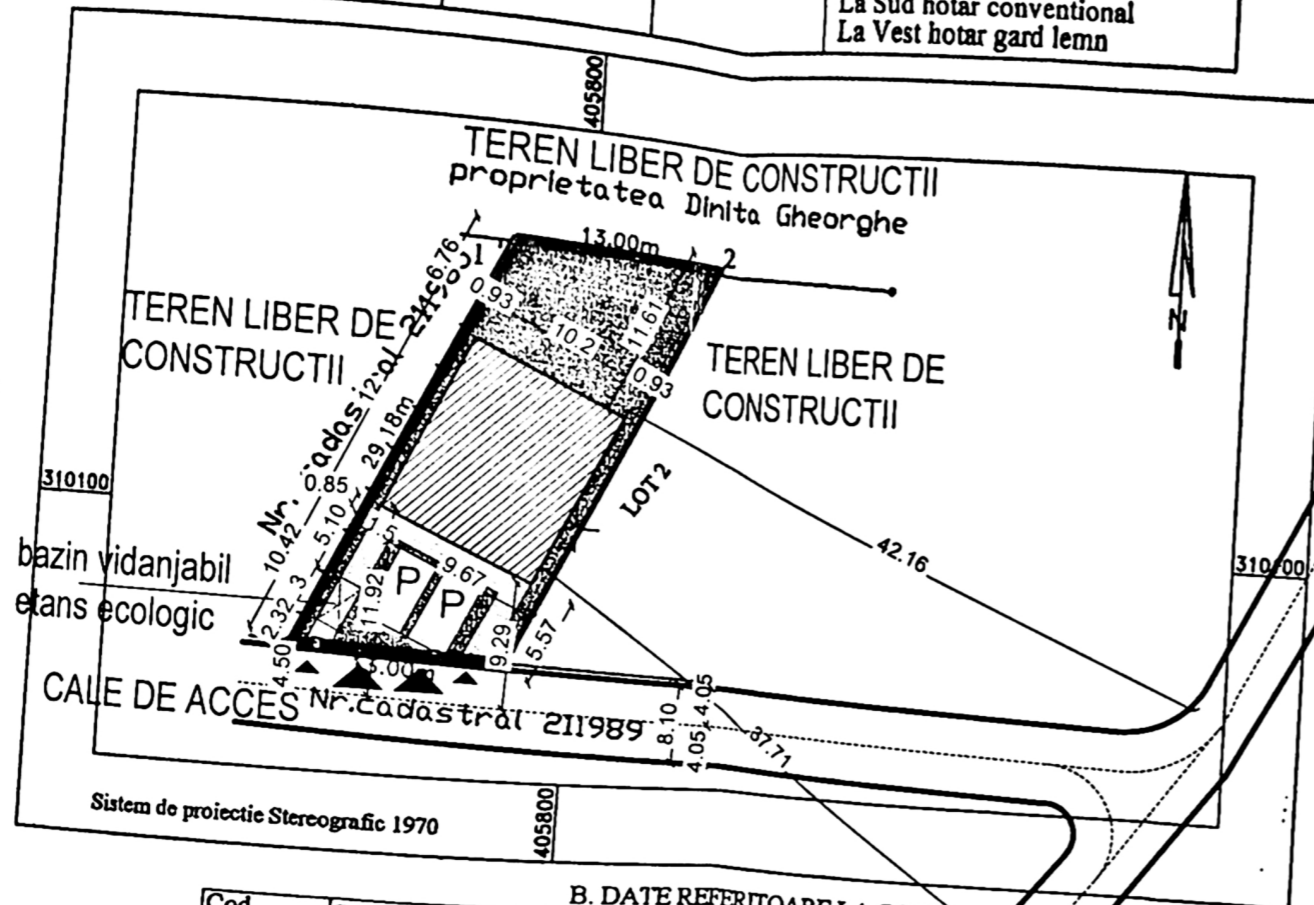 La Sud hotar conventional
La Vest hotar gard lemn
405800
TEREN LIBER DE CONSTRUCTII
proprietatea Dinita Gheorghe
13.00m
1
2
6.76
0.93
10.2
11.61
0.93
TEREN LIBER DE
CONSTRUCTII
TEREN LIBER DE
CONSTRUCTII
29,18m
LOT 2
310100
0.85
Nr.
5.10
10.42
42.16
310100
bazin vidanjabil
etans ecologic
3
2.32
11.92
P
9.67
P
9.29
5.57
4.50
CALE DE ACCES
Nr.cadastral 211989
8.10
4.05
4.05
37.71
N
Sistem de proiectie Stereografic 1970
405800
Cod
B. DATE REFERITOARE LA